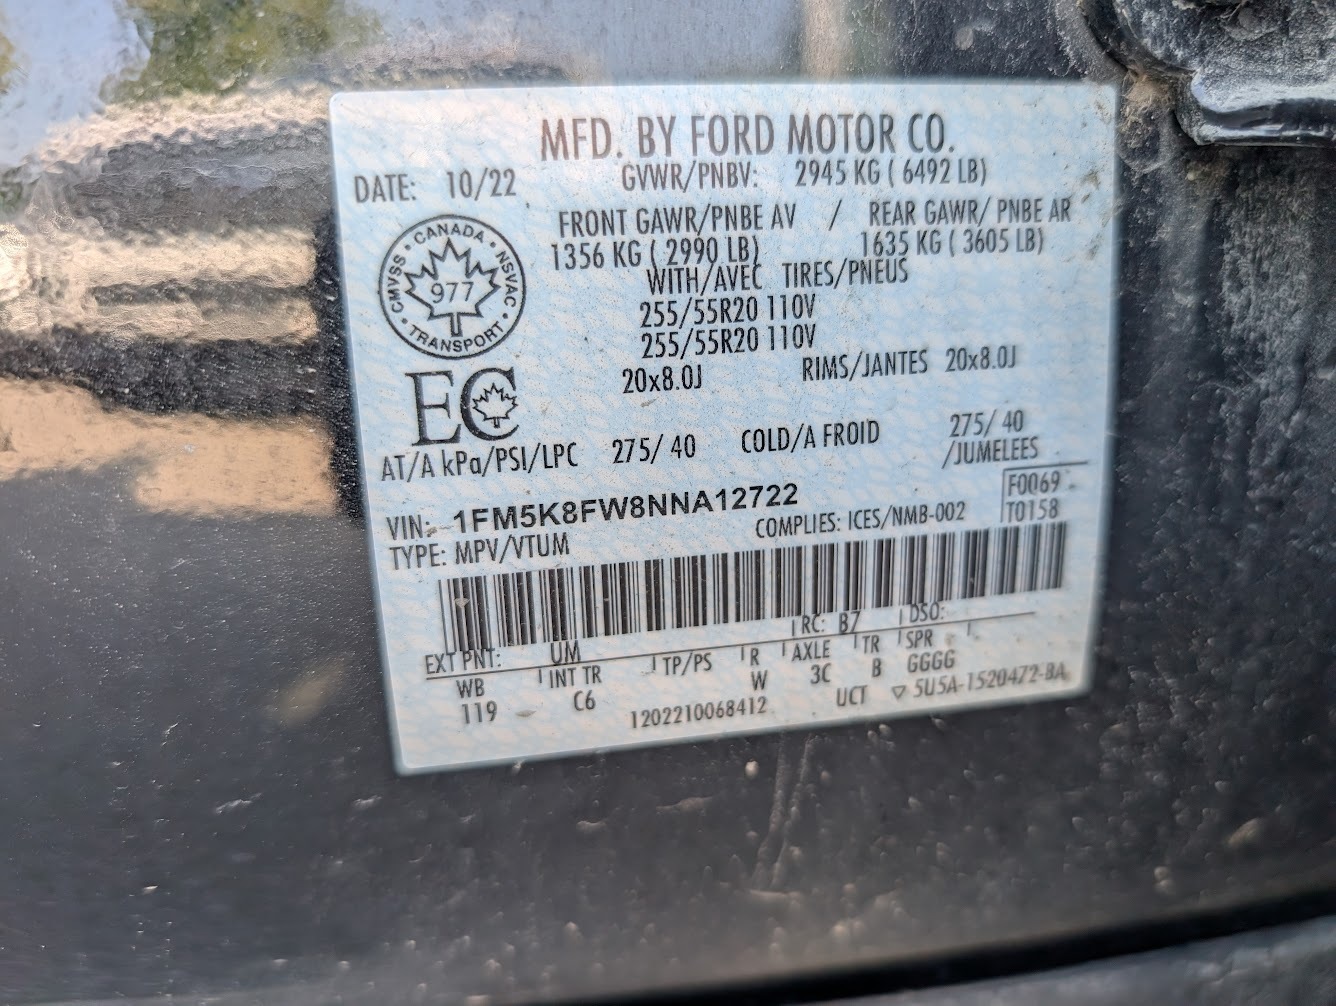 MFD. BY FORD MOTOR CO.
DATE: 10/22 GVWR/PNBV: 2945 KG ( 6492 LB)
FRONT GAWR/PNBE AV / REAR GAWR/ PNBE AR
1356 KG ( 2990 LB) 1635 KG ( 3605 LB)
WITH/AVEC TIRES/PNEUS
255/55R20 110V
255/55R20 110V
20x8.0J RIMS/JANTES 20x8.0J
CANADA
CMVSS • NSVAC
977
TRANSPORT
EC
AT/A kPa/PSI/LPC 275/ 40 COLD/A FROID 275/ 40
/JUMELEES
VIN: 1FM5K8FW8NNA12722 F0069
TYPE: MPV/VTUM COMPLIES: ICES/NMB-002 T0158
EXT PNT: UM RC: B7 DSO:
WB INT TR TP/PS R AXLE TR SPR
119 C6 W 3C B GGGG
1202210068412 UCT ▽ 5U5A-1520472-BA